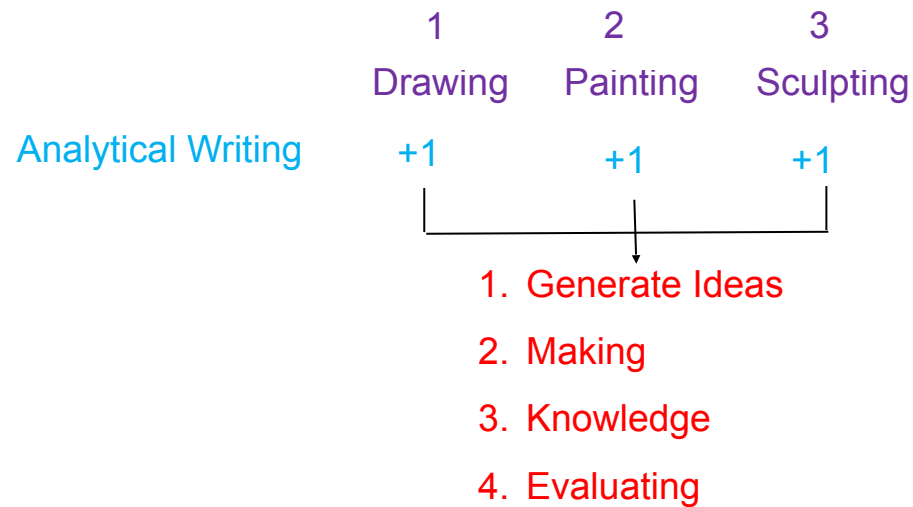 1 2 3
Drawing Painting Sculpting
Analytical Writing +1 +1 +1
1. Generate Ideas
2. Making
3. Knowledge
4. Evaluating